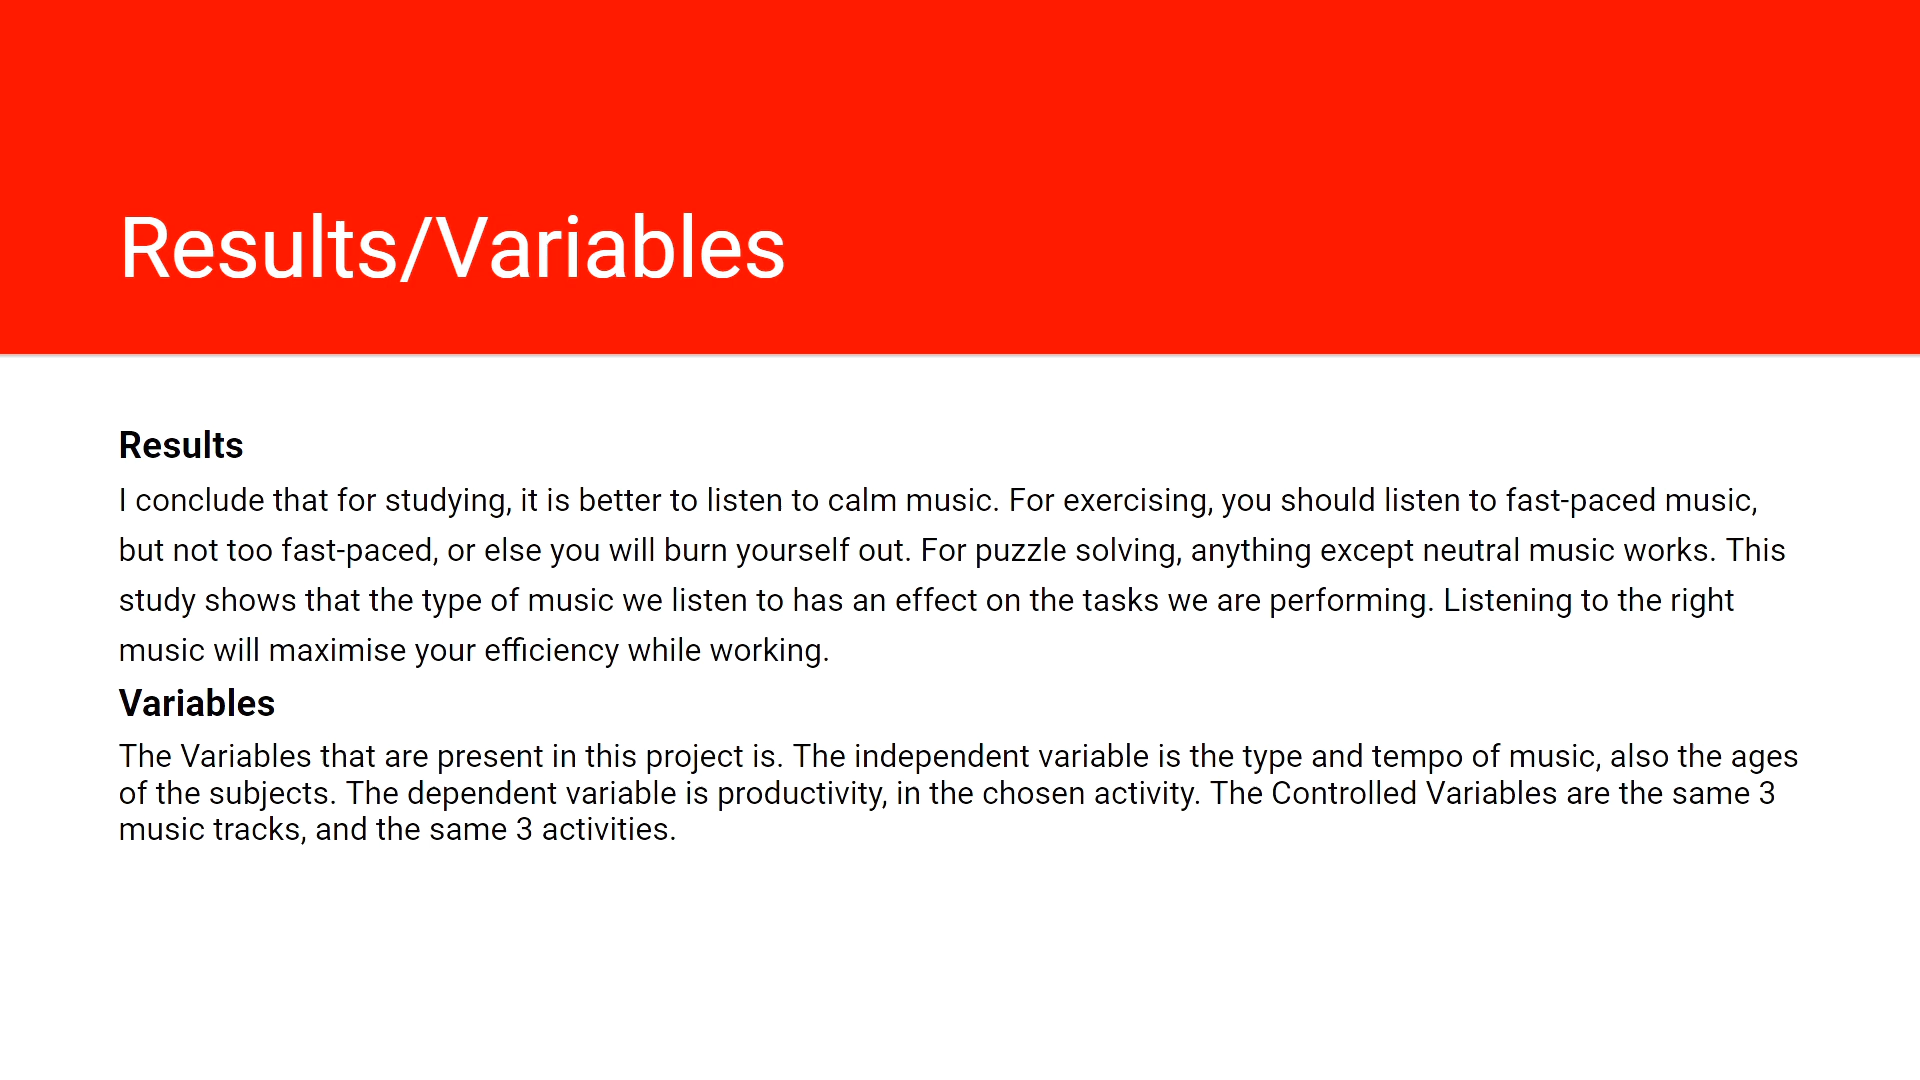 Results/Variables
Results
I conclude that for studying, it is better to listen to calm music. For exercising, you should listen to fast-paced music,
but not too fast-paced, or else you will burn yourself out. For puzzle solving, anything except neutral music works. This
study shows that the type of music we listen to has an effect on the tasks we are performing. Listening to the right
music will maximise your efficiency while working.
Variables
The Variables that are present in this project is. The independent variable is the type and tempo of music, also the ages
of the subjects. The dependent variable is productivity, in the chosen activity. The Controlled Variables are the same 3
music tracks, and the same 3 activities.